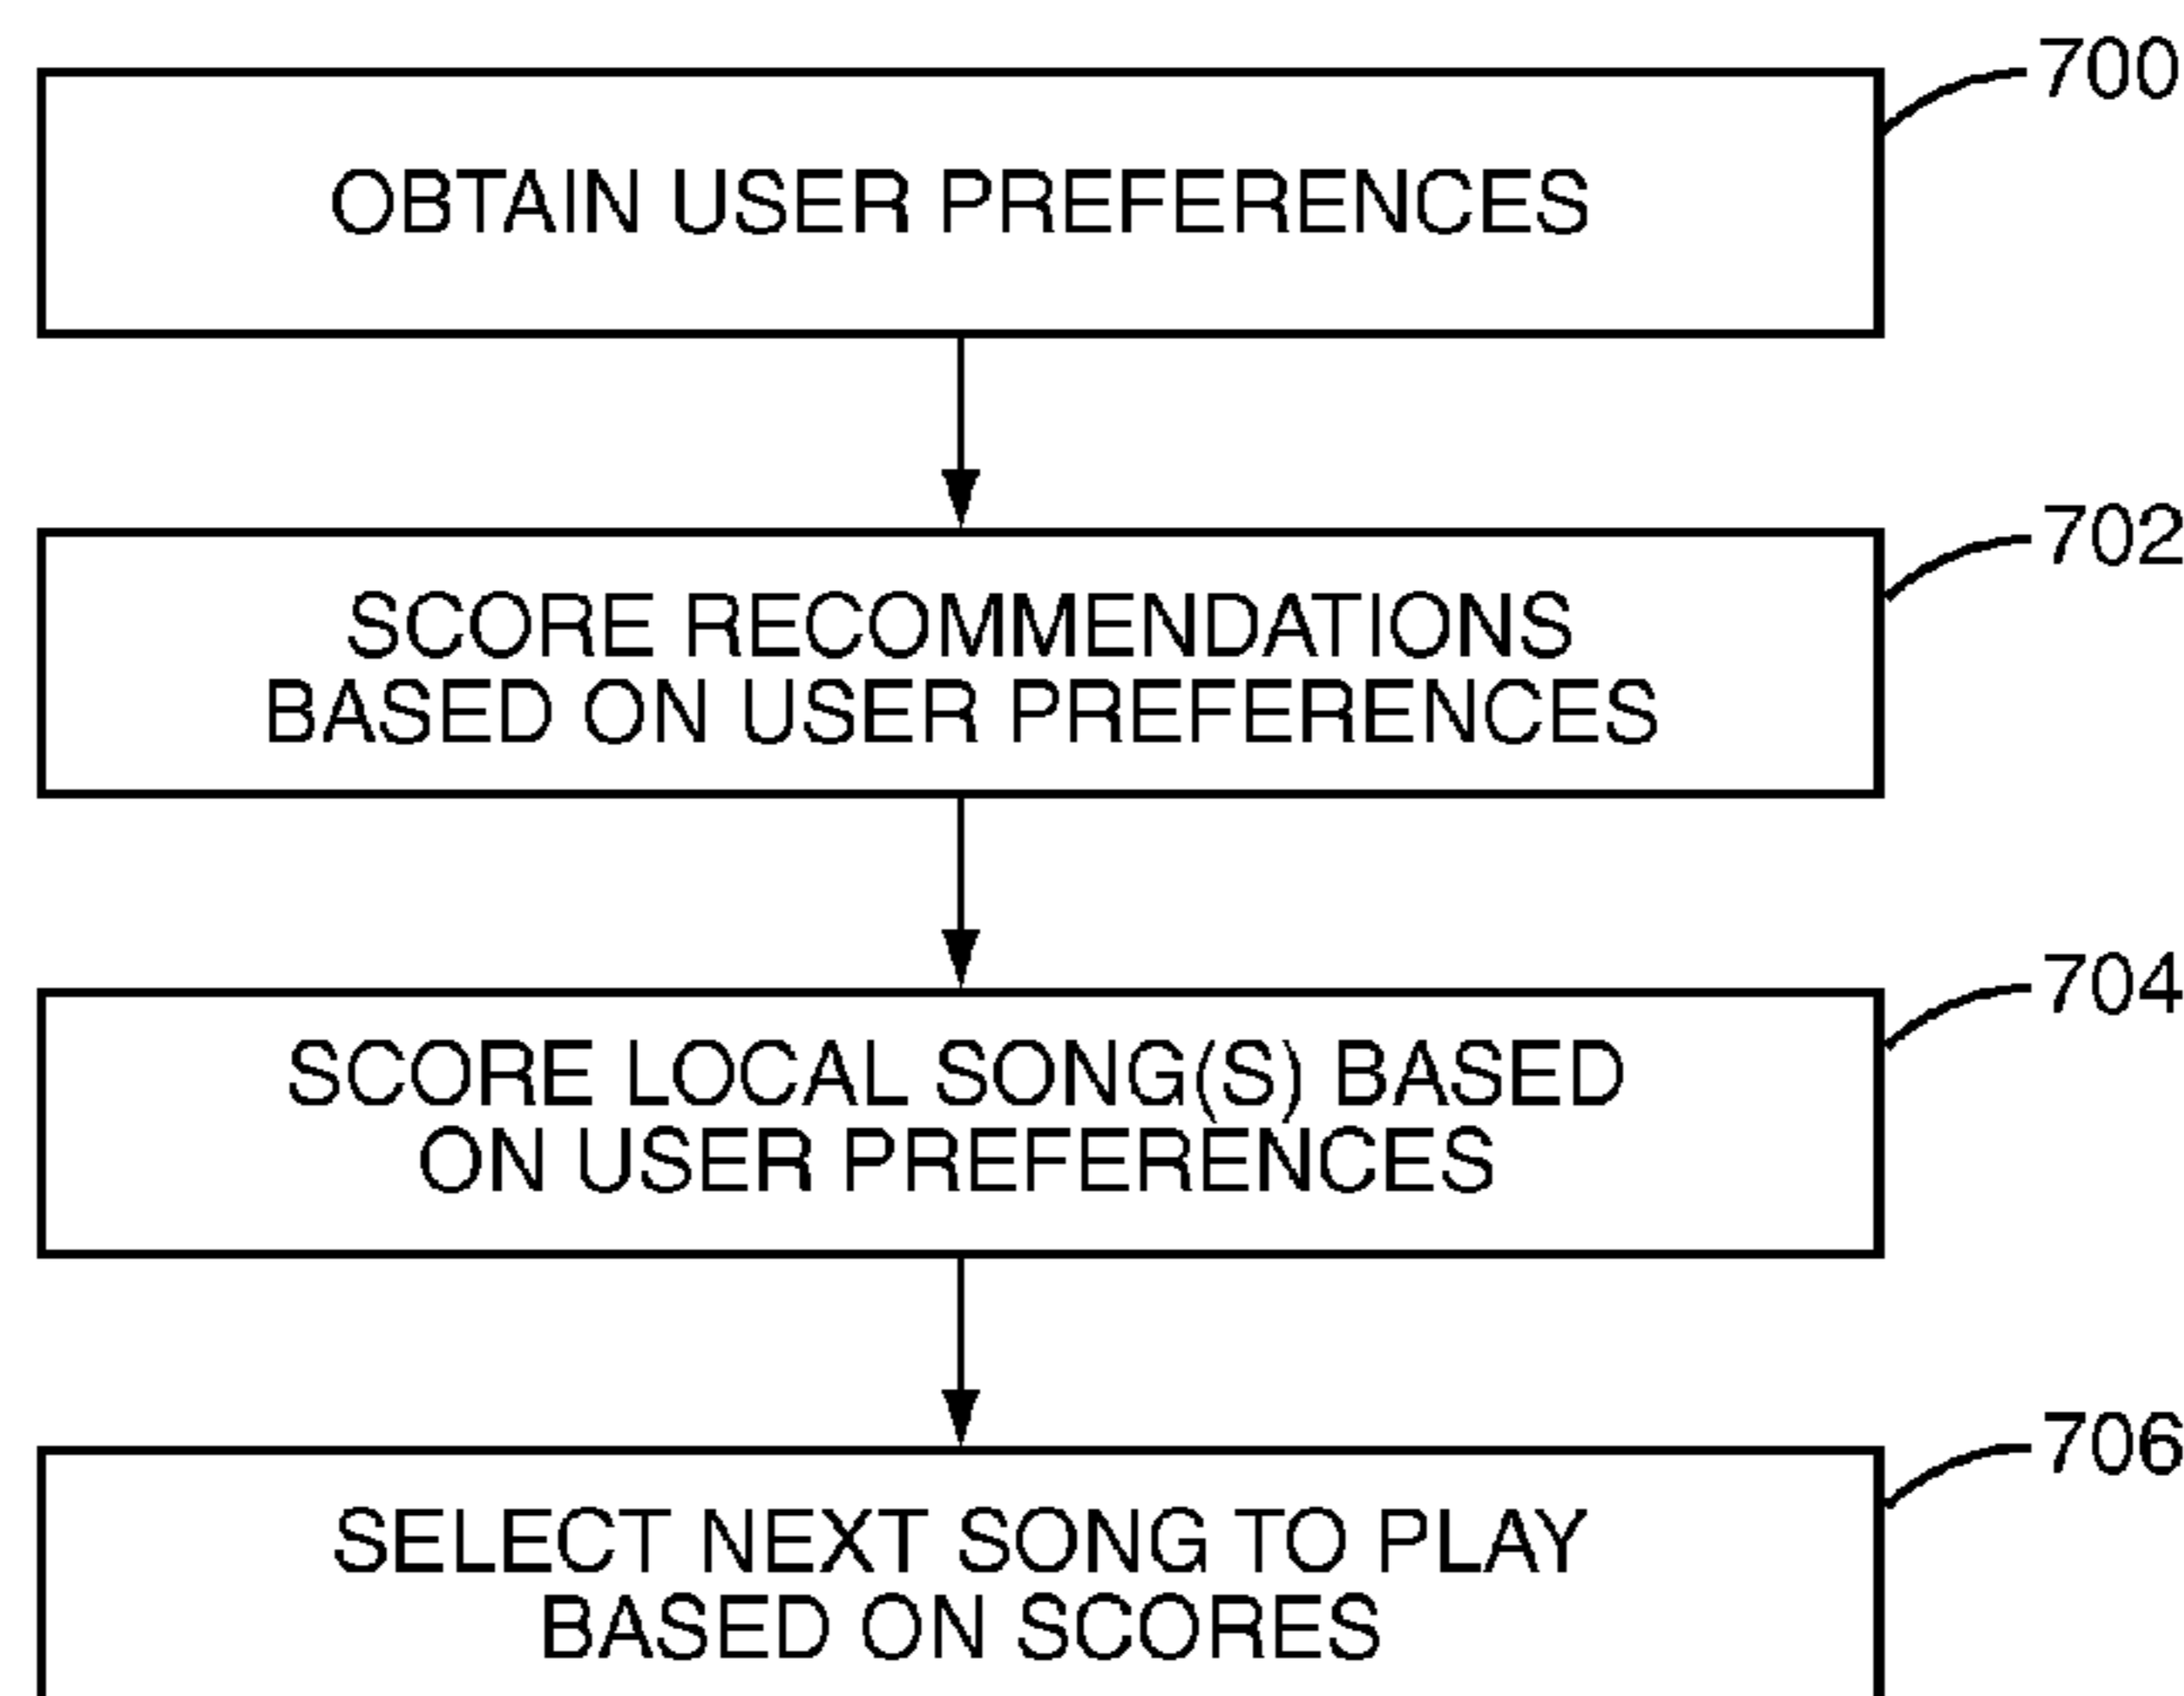 700
OBTAIN USER PREFERENCES
702
SCORE RECOMMENDATIONS
BASED ON USER PREFERENCES
704
SCORE LOCAL SONG(S) BASED
ON USER PREFERENCES
706
SELECT NEXT SONG TO PLAY
BASED ON SCORES